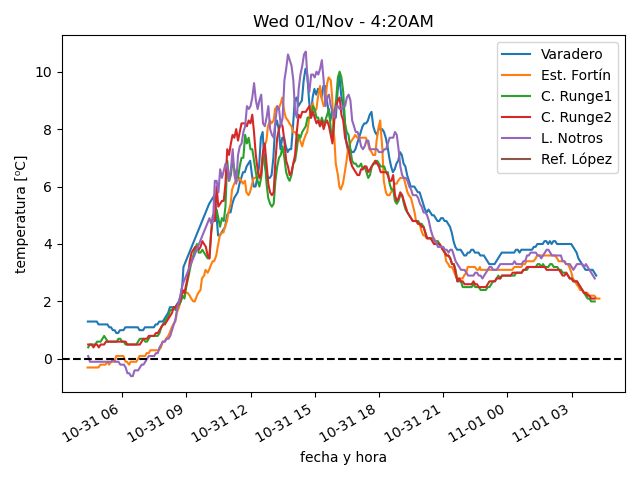 Wed 01/Nov - 4:20AM
temperatura [ºC]
10
8
6
4
2
0
Varadero
Est. Fortín
C. Runge1
C. Runge2
L. Notros
Ref. López
10-31 06
10-31 09
10-31 12
10-31 15
10-31 18
10-31 21
11-01 00
11-01 03
fecha y hora